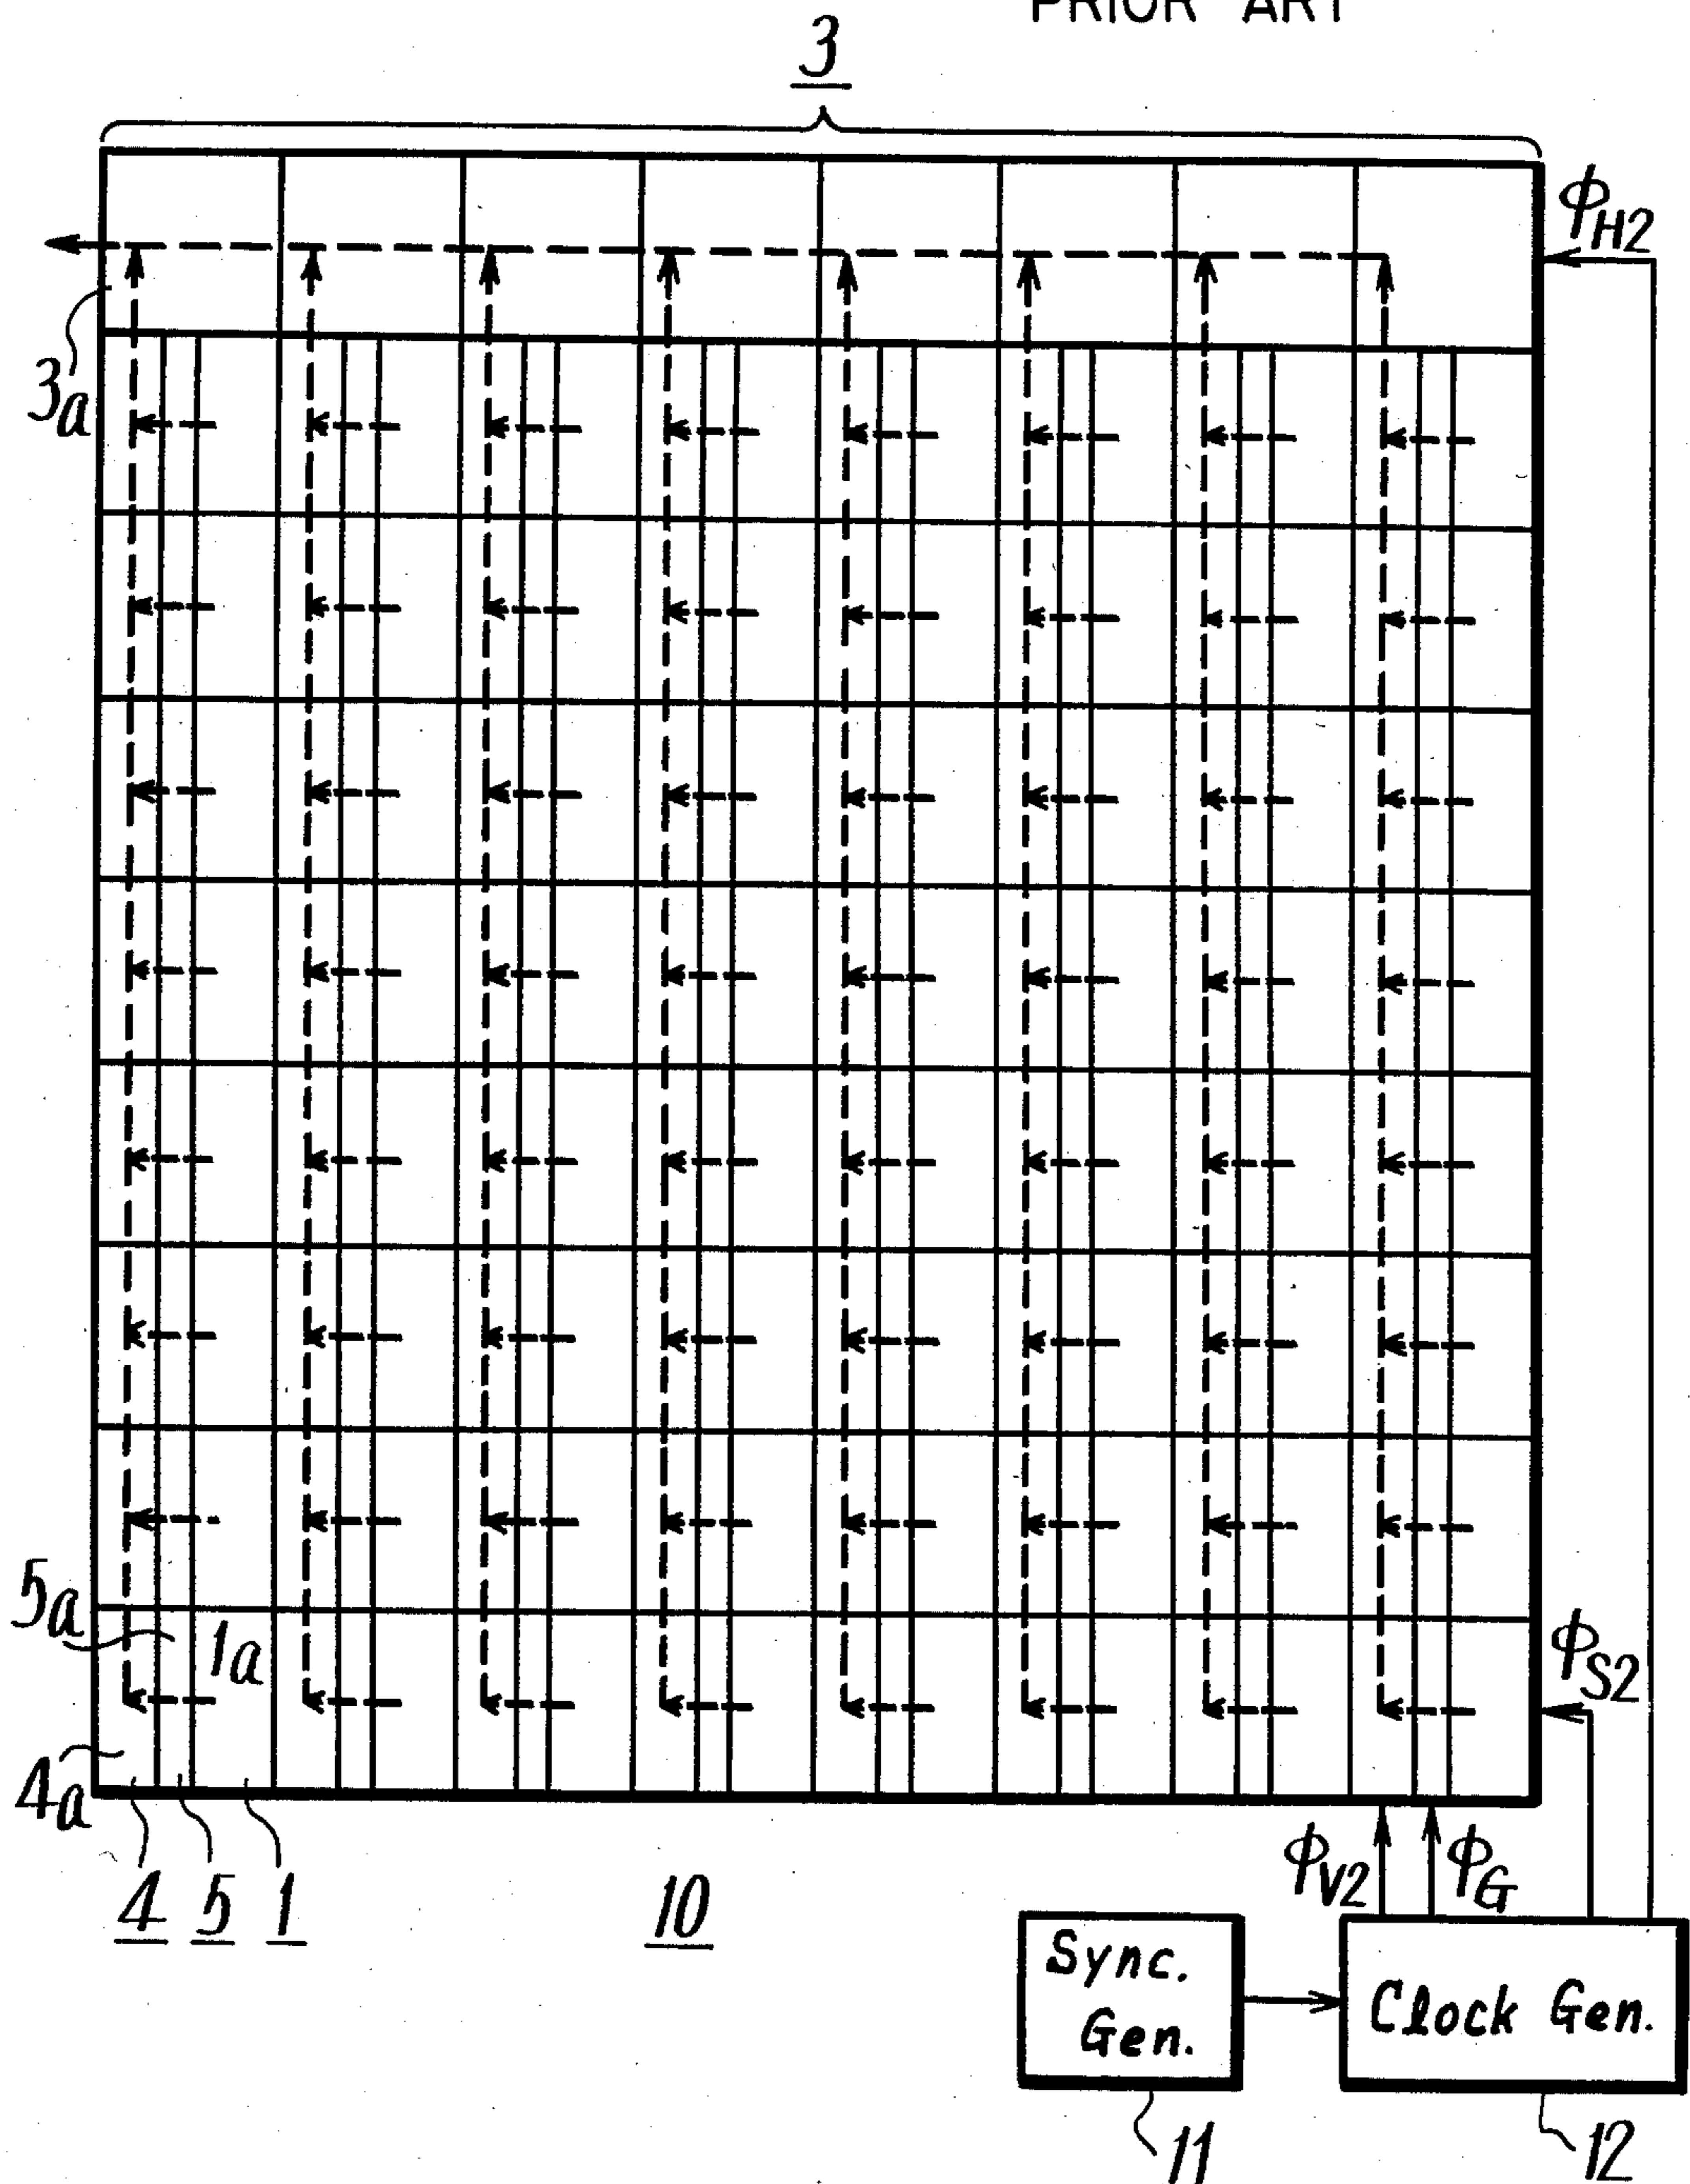 PRIOR ART
3
ϕH2
3a
5a
1a
ϕS2
4a
4 5 1
10
ϕV2
ϕG
Sync.
Gen.
Clock Gen.
11
12